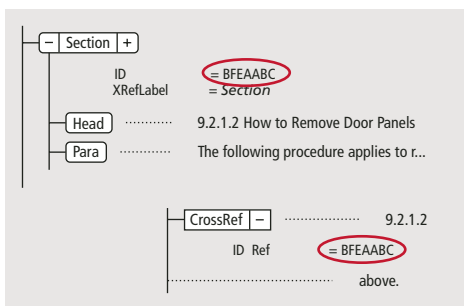 – Section +
ID = BFEAABC
XRefLabel = Section
Head ············ 9.2.1.2 How to Remove Door Panels
Para ············· The following procedure applies to r...
CrossRef – ·················· 9.2.1.2
ID Ref = BFEAABC
································· above.